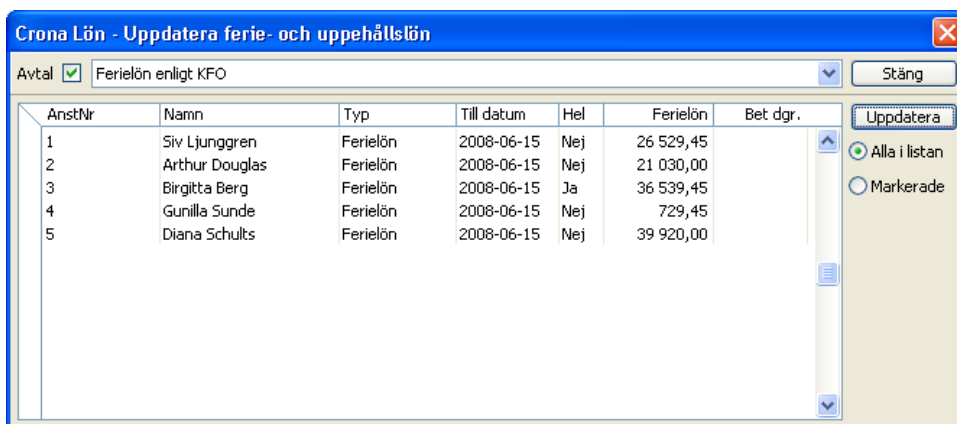 Crona Lön - Uppdatera ferie- och uppehållslön
Avtal Ferielön enligt KFO Stäng
AnstNr Namn Typ Till datum Hel Ferielön Bet dgr. Uppdatera
1 Siv Ljunggren Ferielön 2008-06-15 Nej 26 529,45
Alla i listan
2 Arthur Douglas Ferielön 2008-06-15 Nej 21 030,00
3 Birgitta Berg Ferielön 2008-06-15 Ja 36 539,45
Markerade
4 Gunilla Sunde Ferielön 2008-06-15 Nej 729,45
5 Diana Schults Ferielön 2008-06-15 Nej 39 920,00